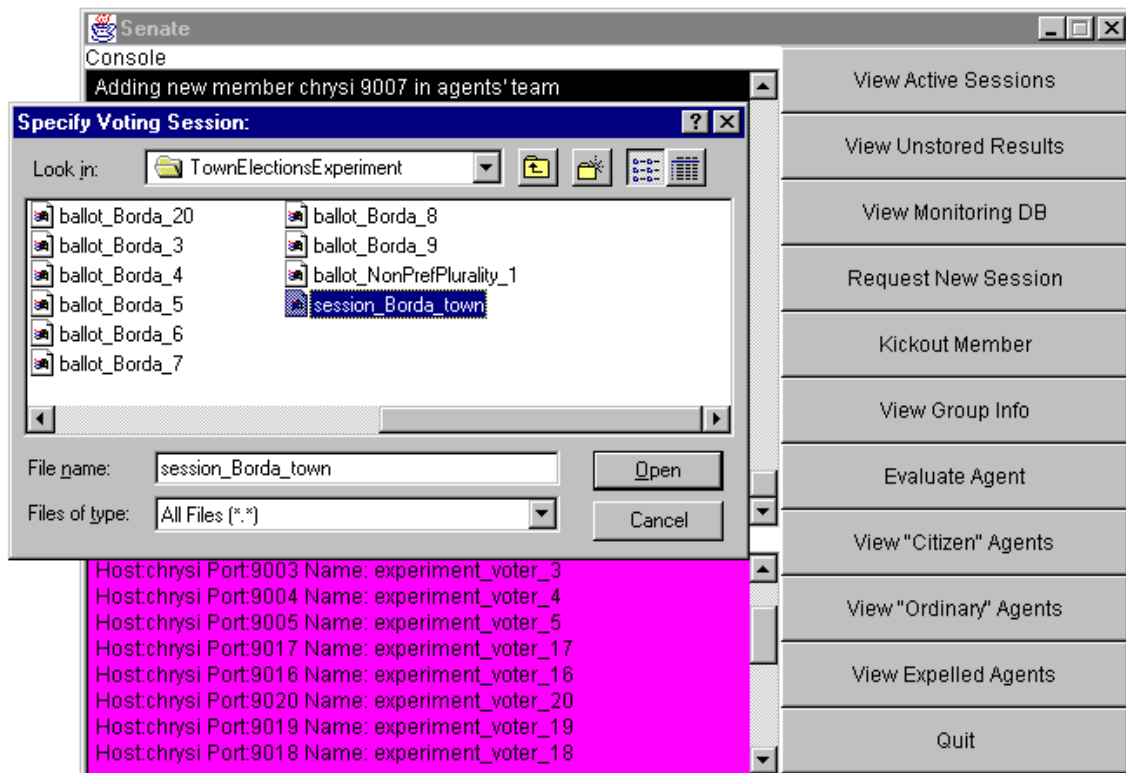 Senate
Console
Adding new member chrysi 9007 in agents' team
Specify Voting Session:
Look in: TownElectionsExperiment
ballot_Borda_20
ballot_Borda_3
ballot_Borda_4
ballot_Borda_5
ballot_Borda_6
ballot_Borda_7
ballot_Borda_8
ballot_Borda_9
ballot_NonPrefPlurality_1
session_Borda_town
File name: session_Borda_town
Open
Files of type: All Files (*.*)
Cancel
Host:chrysi Port:9003 Name: experiment_voter_3
Host:chrysi Port:9004 Name: experiment_voter_4
Host:chrysi Port:9005 Name: experiment_voter_5
Host:chrysi Port:9017 Name: experiment_voter_17
Host:chrysi Port:9016 Name: experiment_voter_16
Host:chrysi Port:9020 Name: experiment_voter_20
Host:chrysi Port:9019 Name: experiment_voter_19
Host:chrysi Port:9018 Name: experiment_voter_18
View Active Sessions
View Unstored Results
View Monitoring DB
Request New Session
Kickout Member
View Group Info
Evaluate Agent
View "Citizen" Agents
View "Ordinary" Agents
View Expelled Agents
Quit